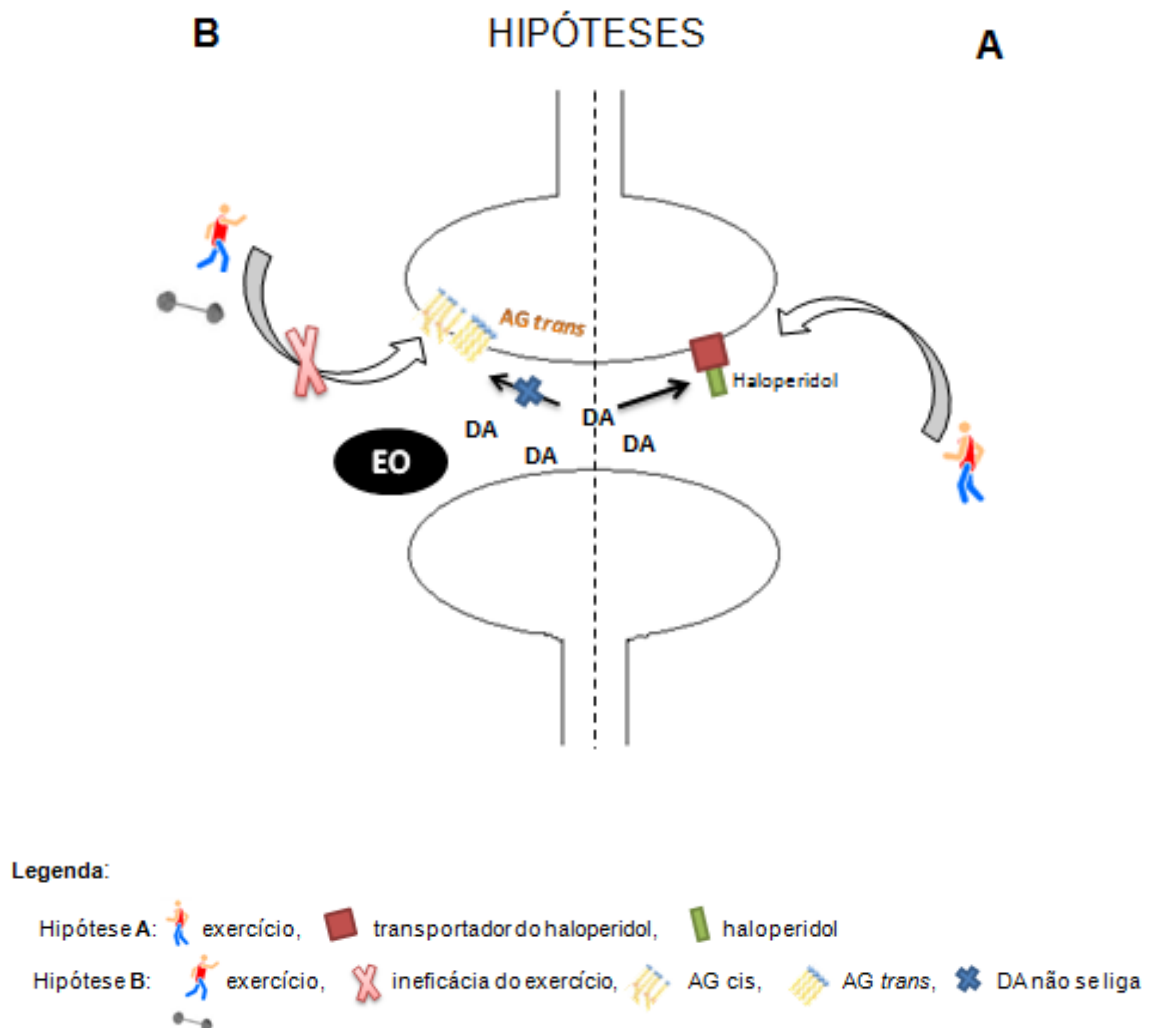 B HIPÓTESES A
AG trans
Haloperidol
DA
DA DA
DA
EO
Legenda:
Hipótese A: exercício, transportador do haloperidol, haloperidol
Hipótese B: exercício, ineficácia do exercício, AG cis, AG trans, DA não se liga